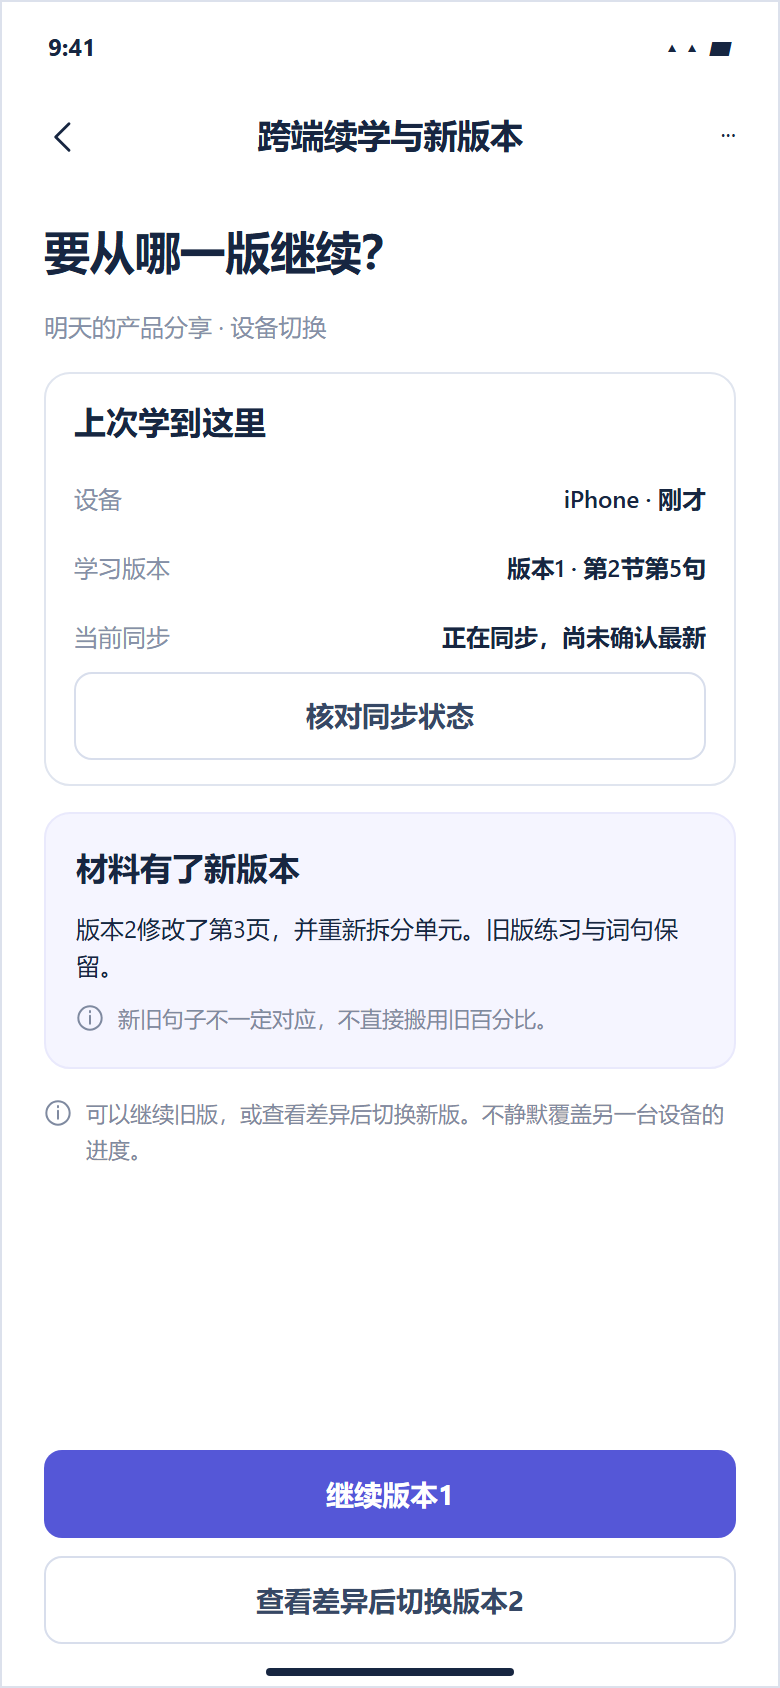 9:41
跨端续学与新版本
...
要从哪一版继续？
明天的产品分享 · 设备切换
上次学到这里
设备 iPhone · 刚才
学习版本 版本1 · 第2节第5句
当前同步 正在同步，尚未确认最新
核对同步状态
材料有了新版本
版本2修改了第3页，并重新拆分单元。旧版练习与词句保
留。
新旧句子不一定对应，不直接搬用旧百分比。
可以继续旧版，或查看差异后切换新版。不静默覆盖另一台设备的
进度。
继续版本1
查看差异后切换版本2